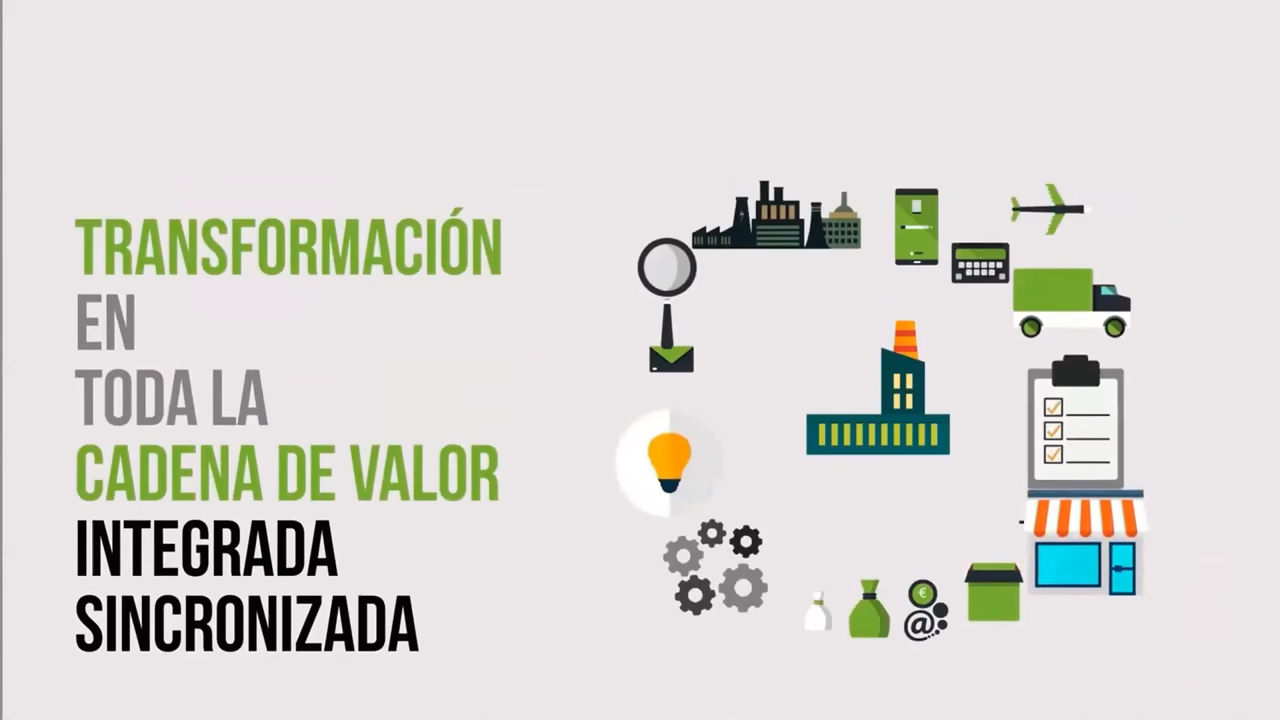 TRANSFORMACIÓN
EN
TODA LA
CADENA DE VALOR
INTEGRADA
SINCRONIZADA
€
@